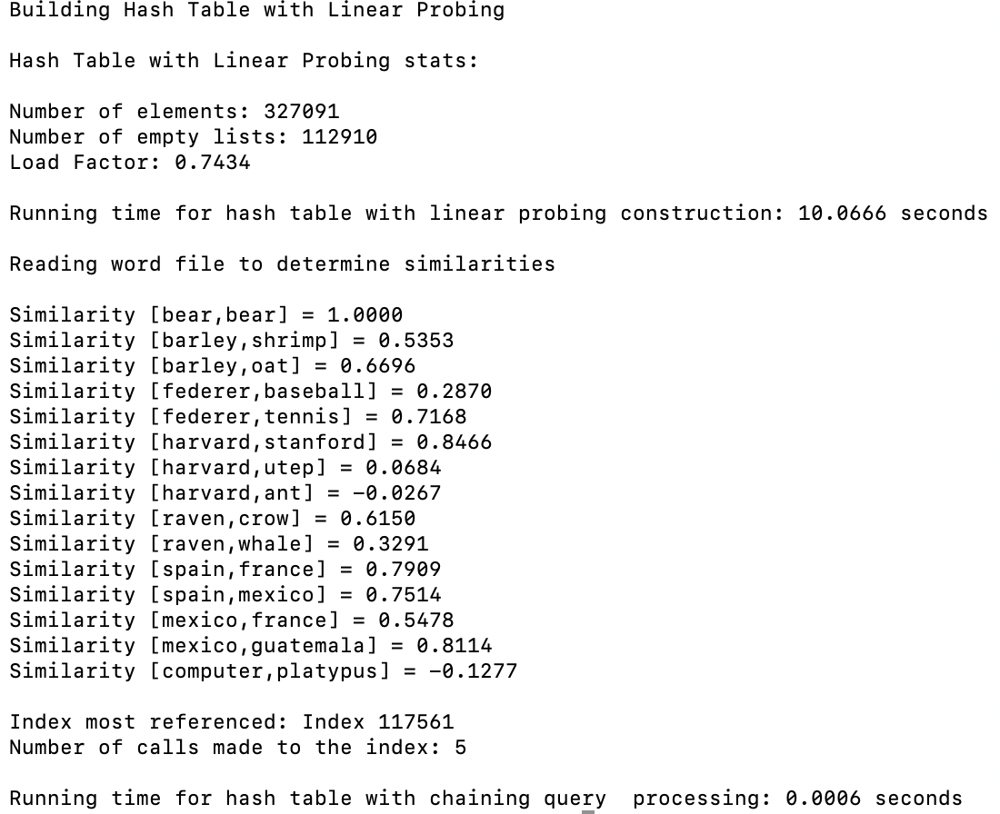 Building Hash Table with Linear Probing
Hash Table with Linear Probing stats:
Number of elements: 327091
Number of empty lists: 112910
Load Factor: 0.7434
Running time for hash table with linear probing construction: 10.0666 seconds
Reading word file to determine similarities
Similarity [bear,bear] = 1.0000
Similarity [barley,shrimp] = 0.5353
Similarity [barley,oat] = 0.6696
Similarity [federer,baseball] = 0.2870
Similarity [federer,tennis] = 0.7168
Similarity [harvard,stanford] = 0.8466
Similarity [harvard,utep] = 0.0684
Similarity [harvard,ant] = -0.0267
Similarity [raven,crow] = 0.6150
Similarity [raven,whale] = 0.3291
Similarity [spain,france] = 0.7909
Similarity [spain,mexico] = 0.7514
Similarity [mexico,france] = 0.5478
Similarity [mexico,guatemala] = 0.8114
Similarity [computer,platypus] = -0.1277
Index most referenced: Index 117561
Number of calls made to the index: 5
Running time for hash table with chaining query  processing: 0.0006 seconds